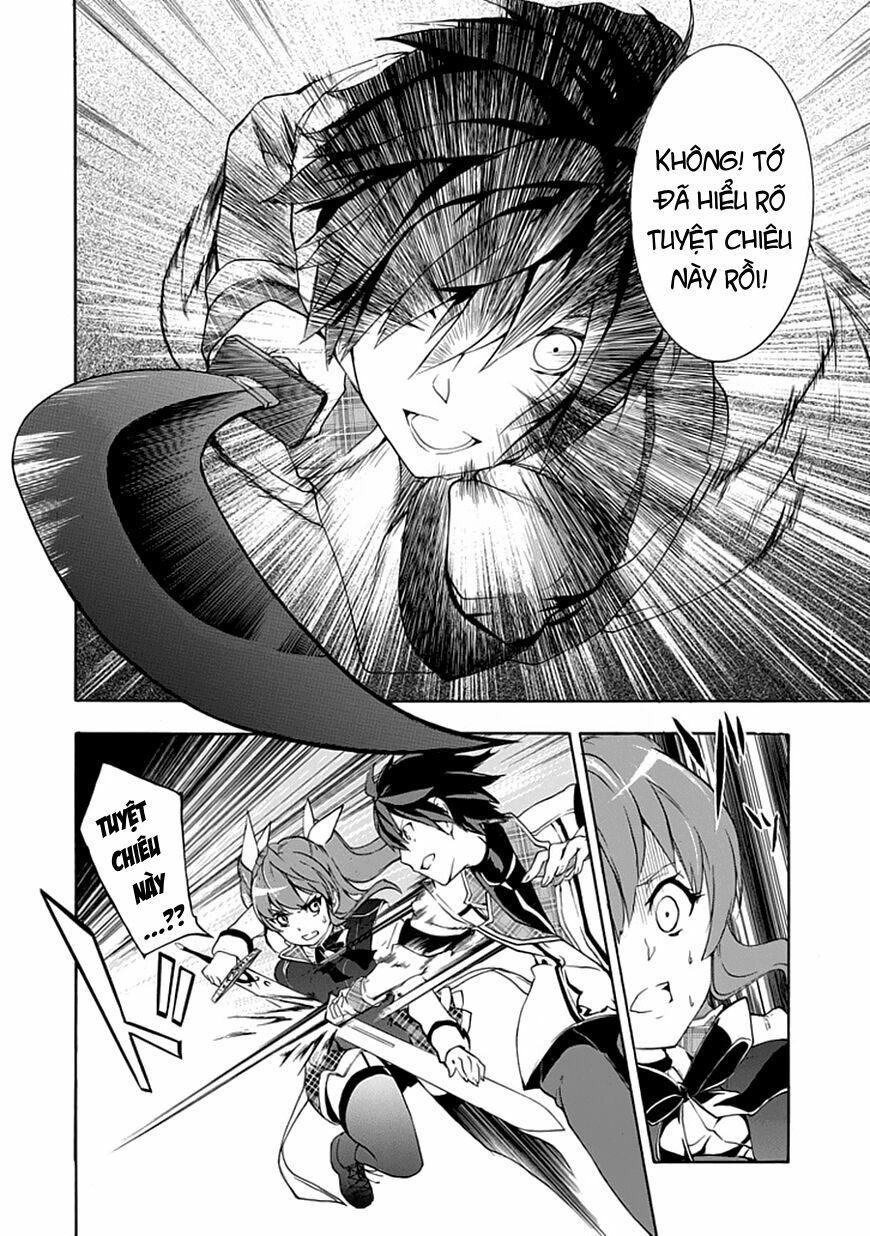 KHÔNG! TỚ
ĐÃ HIỂU RÕ
TUYỆT CHIÊU
NÀY RỒI!
TUYỆT
CHIÊU
NÀY
...??